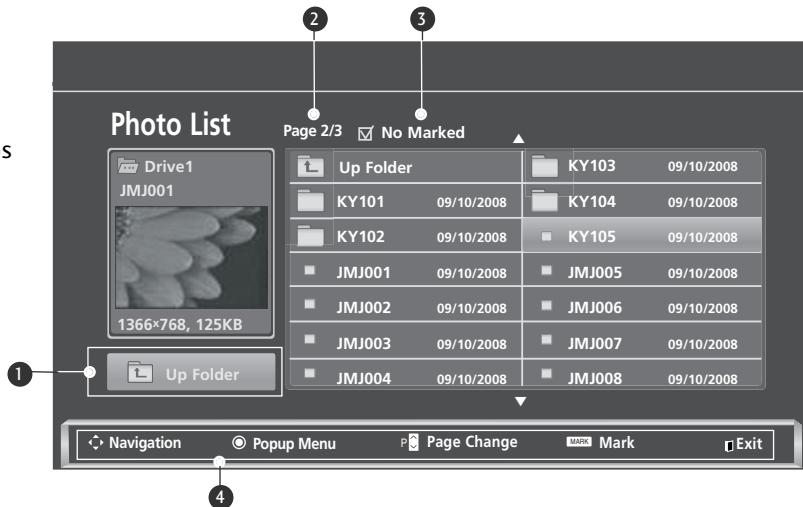 2
3
Photo List
Page 2/3 No Marked
Drive1
JMJ001
1366×768, 125KB
Up Folder
Up Folder KY103 09/10/2008
KY101 09/10/2008 KY104 09/10/2008
KY102 09/10/2008 KY105 09/10/2008
JMJ001 09/10/2008 JMJ005 09/10/2008
JMJ002 09/10/2008 JMJ006 09/10/2008
JMJ003 09/10/2008 JMJ007 09/10/2008
JMJ004 09/10/2008 JMJ008 09/10/2008
1
Navigation Popup Menu P Page Change MARK Mark Exit
4